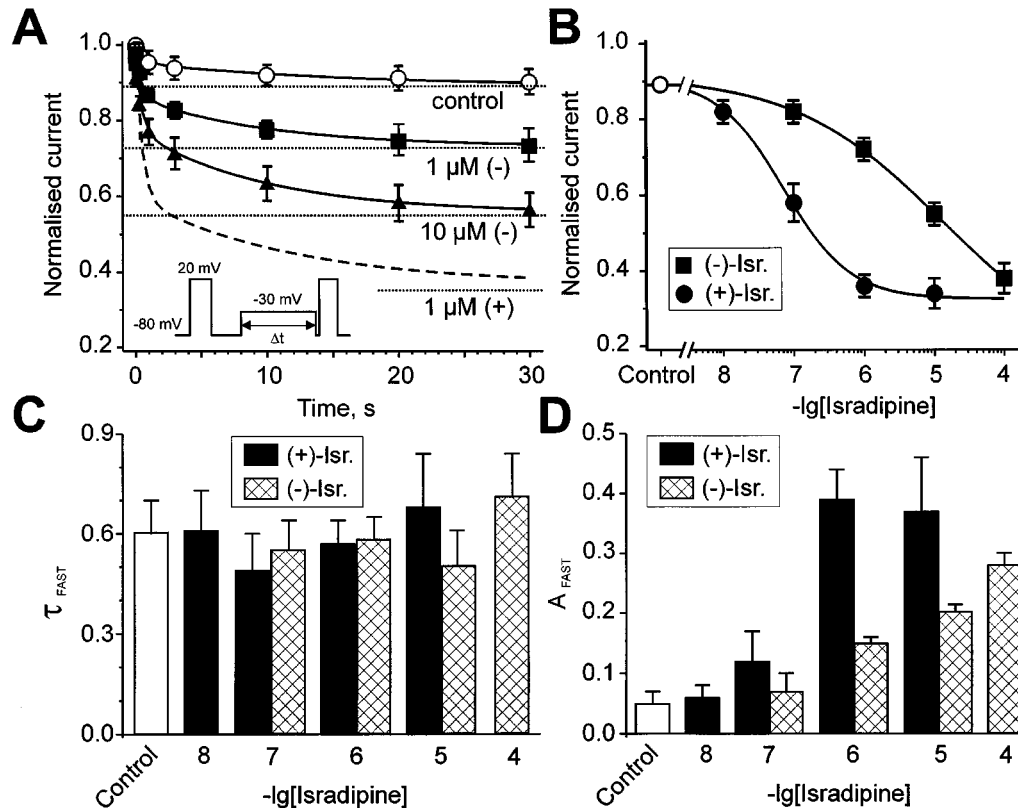 A
Normalised current
1.0
0.8
0.6
0.4
0.2
control
1 µM (-)
10 µM (-)
1 µM (+)
20 mV
-30 mV
-80 mV
Δt
0
10
20
30
Time, s
B
Normalised current
1.0
0.8
0.6
0.4
0.2
(-)-Isr.
(+)-Isr.
Control
8
7
6
5
4
-lg[Isradipine]
C
τ FAST
0.9
0.6
0.3
0.0
(+)-Isr.
(-)-Isr.
Control
8
7
6
5
4
-lg[Isradipine]
D
A FAST
0.5
0.4
0.3
0.2
0.1
0.0
(+)-Isr.
(-)-Isr.
Control
8
7
6
5
4
-lg[Isradipine]